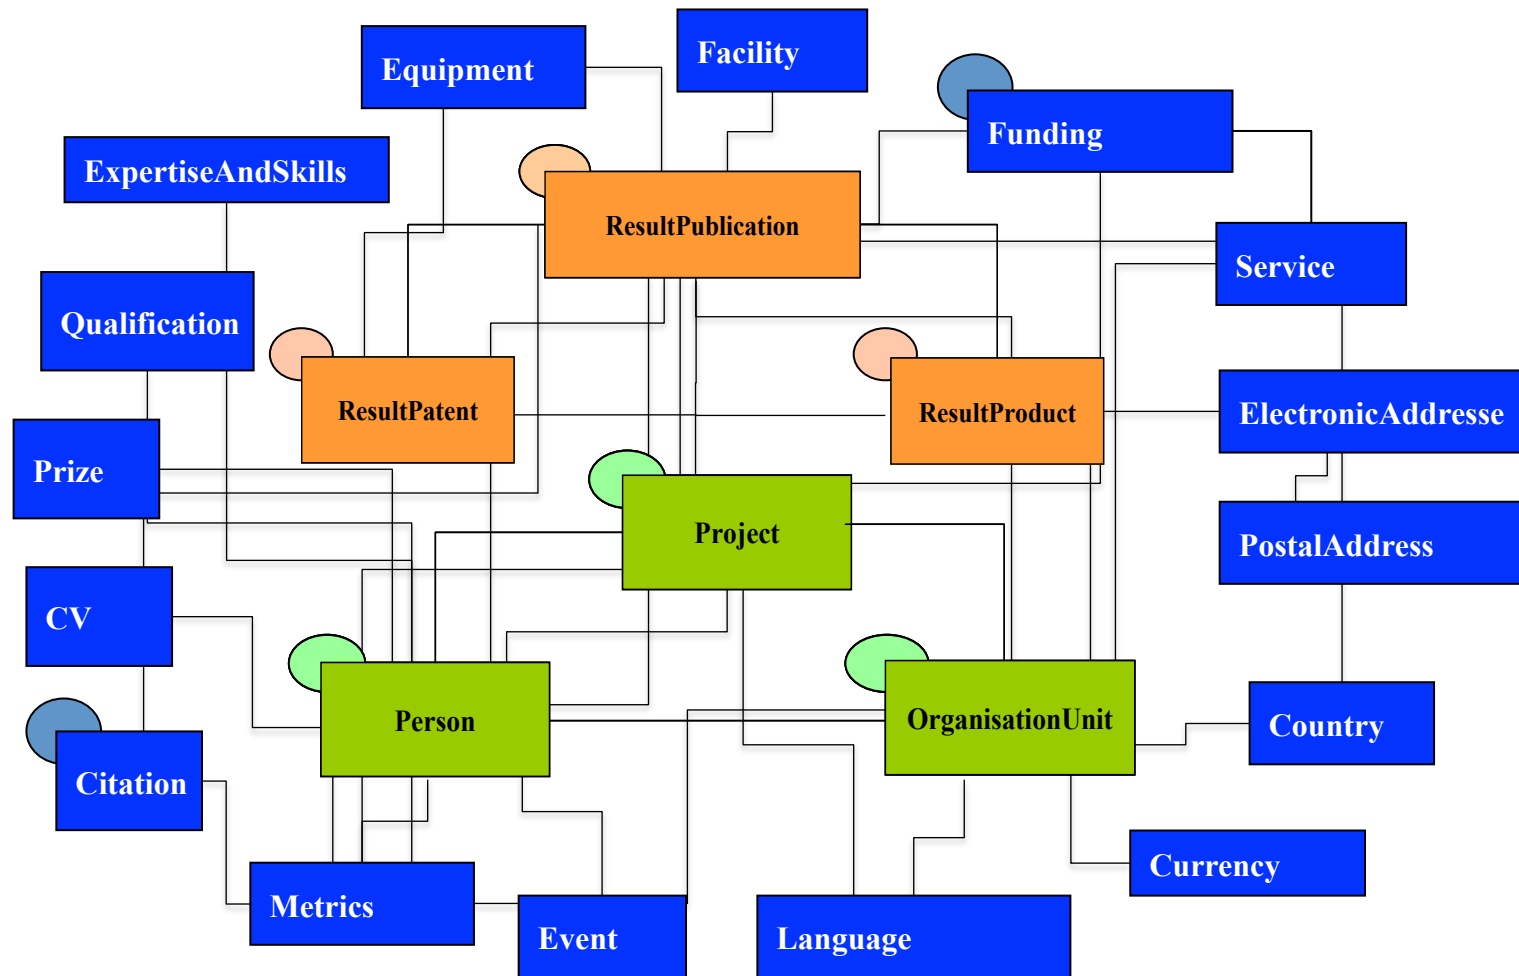 Facility
Equipment
Funding
ExpertiseAndSkills
ResultPublication
Service
Qualification
ResultPatent
ResultProduct
ElectronicAddresse
Prize
Project
PostalAddress
CV
Person
OrganisationUnit
Country
Citation
Currency
Metrics
Event
Language